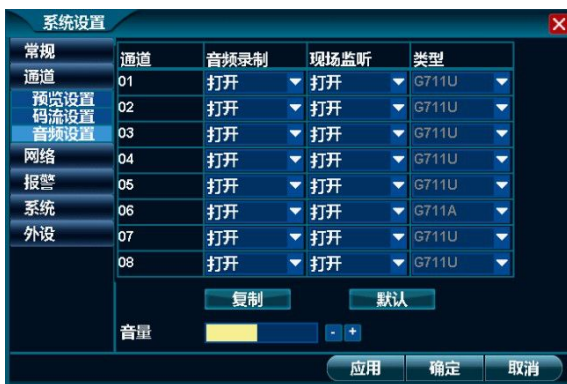 系统设置
常规
通道
预览设置
码流设置
音频设置
网络
报警
系统
外设
通道 音频录制 现场监听 类型
01 打开 打开 G711U
02 打开 打开 G711U
03 打开 打开 G711U
04 打开 打开 G711U
05 打开 打开 G711U
06 打开 打开 G711A
07 打开 打开 G711U
08 打开 打开 G711U
复制 默认
音量 - +
应用 确定 取消